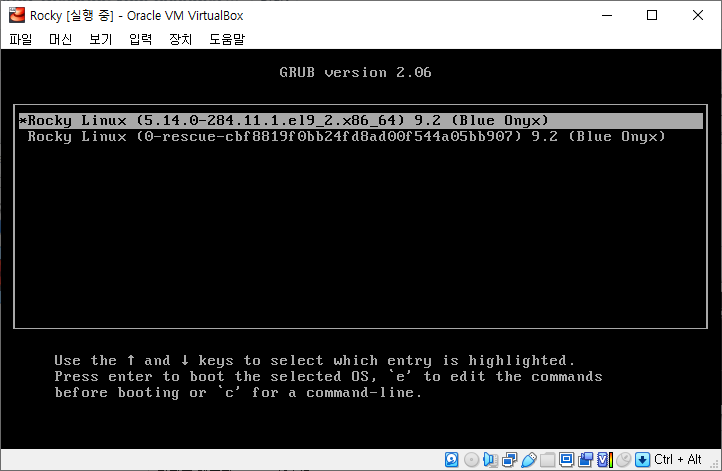 Rocky [실행 중] - Oracle VM VirtualBox
파일 머신 보기 입력 장치 도움말
GRUB version 2.06
*Rocky Linux (5.14.0-284.11.1.el9_2.x86_64) 9.2 (Blue Onyx)
Rocky Linux (0-rescue-cbf8819f0bb24fd8ad00f544a05bb907) 9.2 (Blue Onyx)
Use the ↑ and ↓ keys to select which entry is highlighted.
Press enter to boot the selected OS, `e' to edit the commands
before booting or `c' for a command-line.
Ctrl + Alt